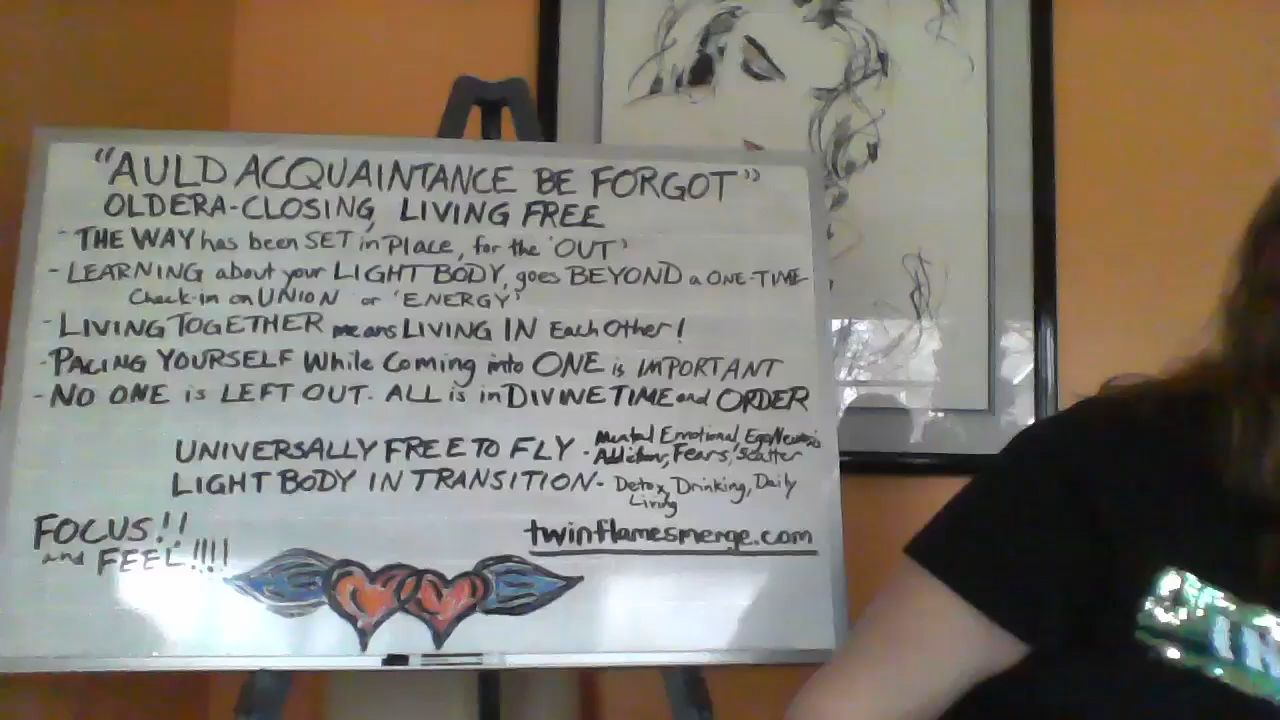 "AULD ACQUAINTANCE BE FORGOT"
OLD ERA-CLOSING, LIVING FREE
- THE WAY has been SET in Place, for the 'OUT'
- LEARNING about your LIGHT BODY, goes BEYOND a ONE-TIME
Check-in on UNION or 'ENERGY'
- LIVING TOGETHER means LIVING IN Each Other!
- PACING YOURSELF While Coming into ONE is IMPORTANT
- NO ONE is LEFT OUT. ALL is in DIVINE TIME and ORDER
UNIVERSALLY FREE TO FLY - Mental Emotional, Ego
Addiction, Fears, Scatter
LIGHT BODY IN TRANSITION - Detox, Drinking, Daily
Living
FOCUS!!
and FEEL!!!!
twinflamesmerge.com